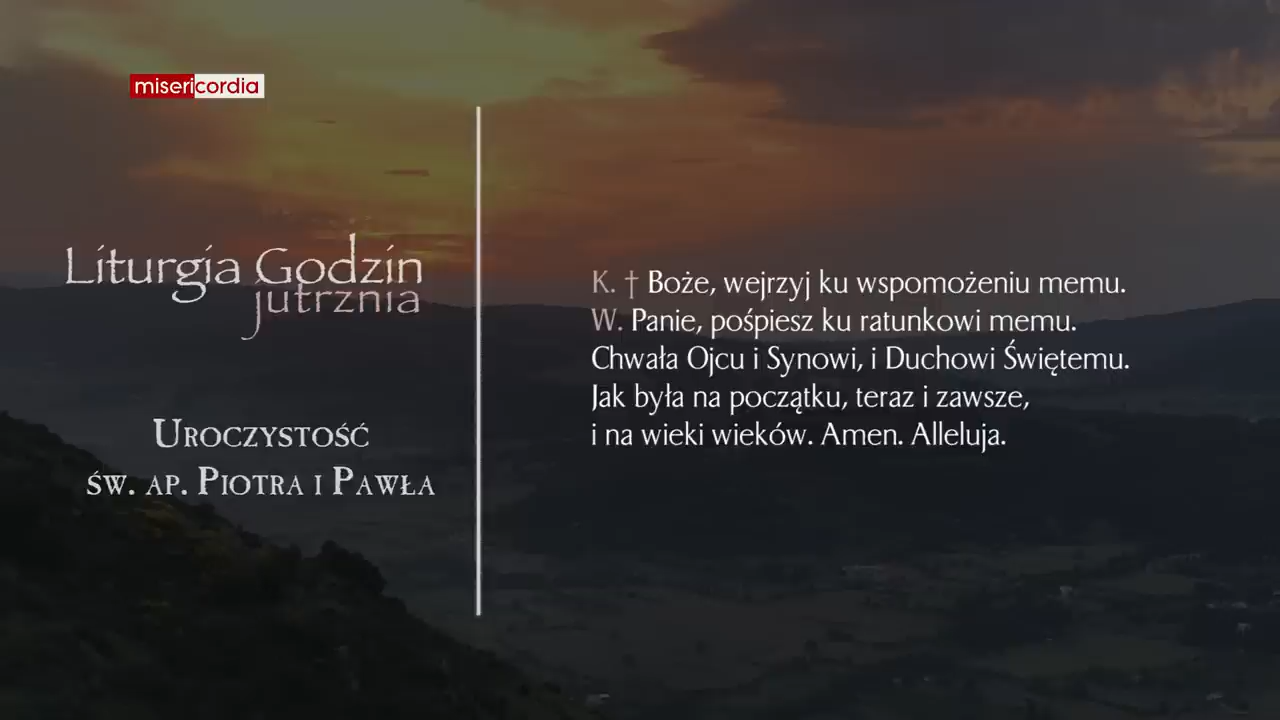 misericordia
Liturgia Godzin
jutrznia
Uroczystość
św. ap. Piotra i Pawła
K. † Boże, wejrzyj ku wspomożeniu memu.
W. Panie, pośpiesz ku ratunkowi memu.
Chwała Ojcu i Synowi, i Duchowi Świętemu.
Jak była na początku, teraz i zawsze,
i na wieki wieków. Amen. Alleluja.